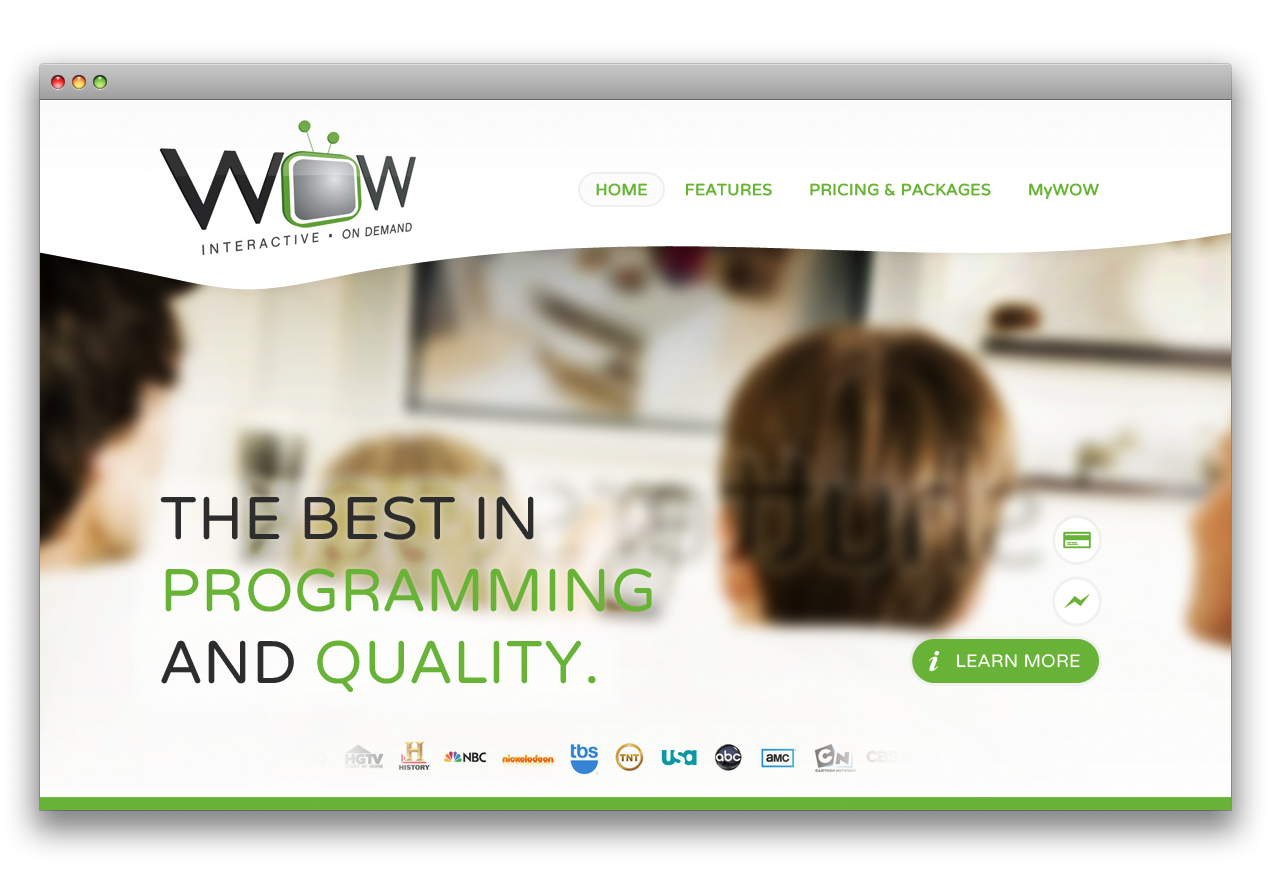 WOW
INTERACTIVE • ON DEMAND
HOME FEATURES PRICING & PACKAGES MyWOW
THE BEST IN
PROGRAMMING
AND QUALITY.
i LEARN MORE
HGTV H HISTORY NBC nickelodeon tbs TNT usa abc aMC CN CARTOON NETWORK CBS